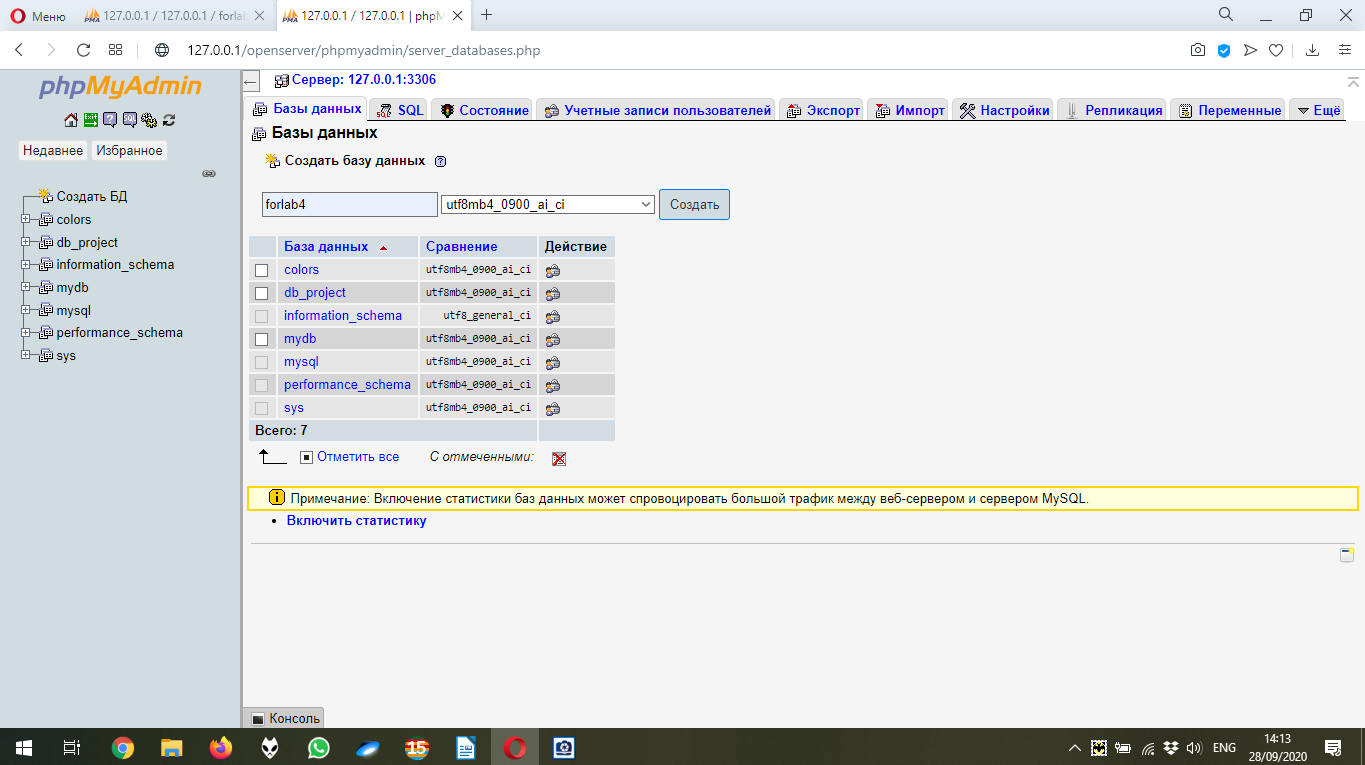 Меню
127.0.0.1 / 127.0.0.1 / forlab
127.0.0.1 / 127.0.0.1 | phpM
127.0.0.1/openserver/phpmyadmin/server_databases.php
phpMyAdmin
Недавнее Избранное
Создать БД
colors
db_project
information_schema
mydb
mysql
performance_schema
sys
Сервер: 127.0.0.1:3306
Базы данных SQL Состояние Учетные записи пользователей Экспорт Импорт Настройки Репликация Переменные Ещё
Базы данных
Создать базу данных
forlab4 utf8mb4_0900_ai_ci Создать
База данных Сравнение Действие
colors utf8mb4_0900_ai_ci
db_project utf8mb4_0900_ai_ci
information_schema utf8_general_ci
mydb utf8mb4_0900_ai_ci
mysql utf8mb4_0900_ai_ci
performance_schema utf8mb4_0900_ai_ci
sys utf8mb4_0900_ai_ci
Всего: 7
Отметить все С отмеченными:
Примечание: Включение статистики баз данных может спровоцировать большой трафик между веб-сервером и сервером MySQL.
Включить статистику
Консоль
15
ENG
14:13
28/09/2020